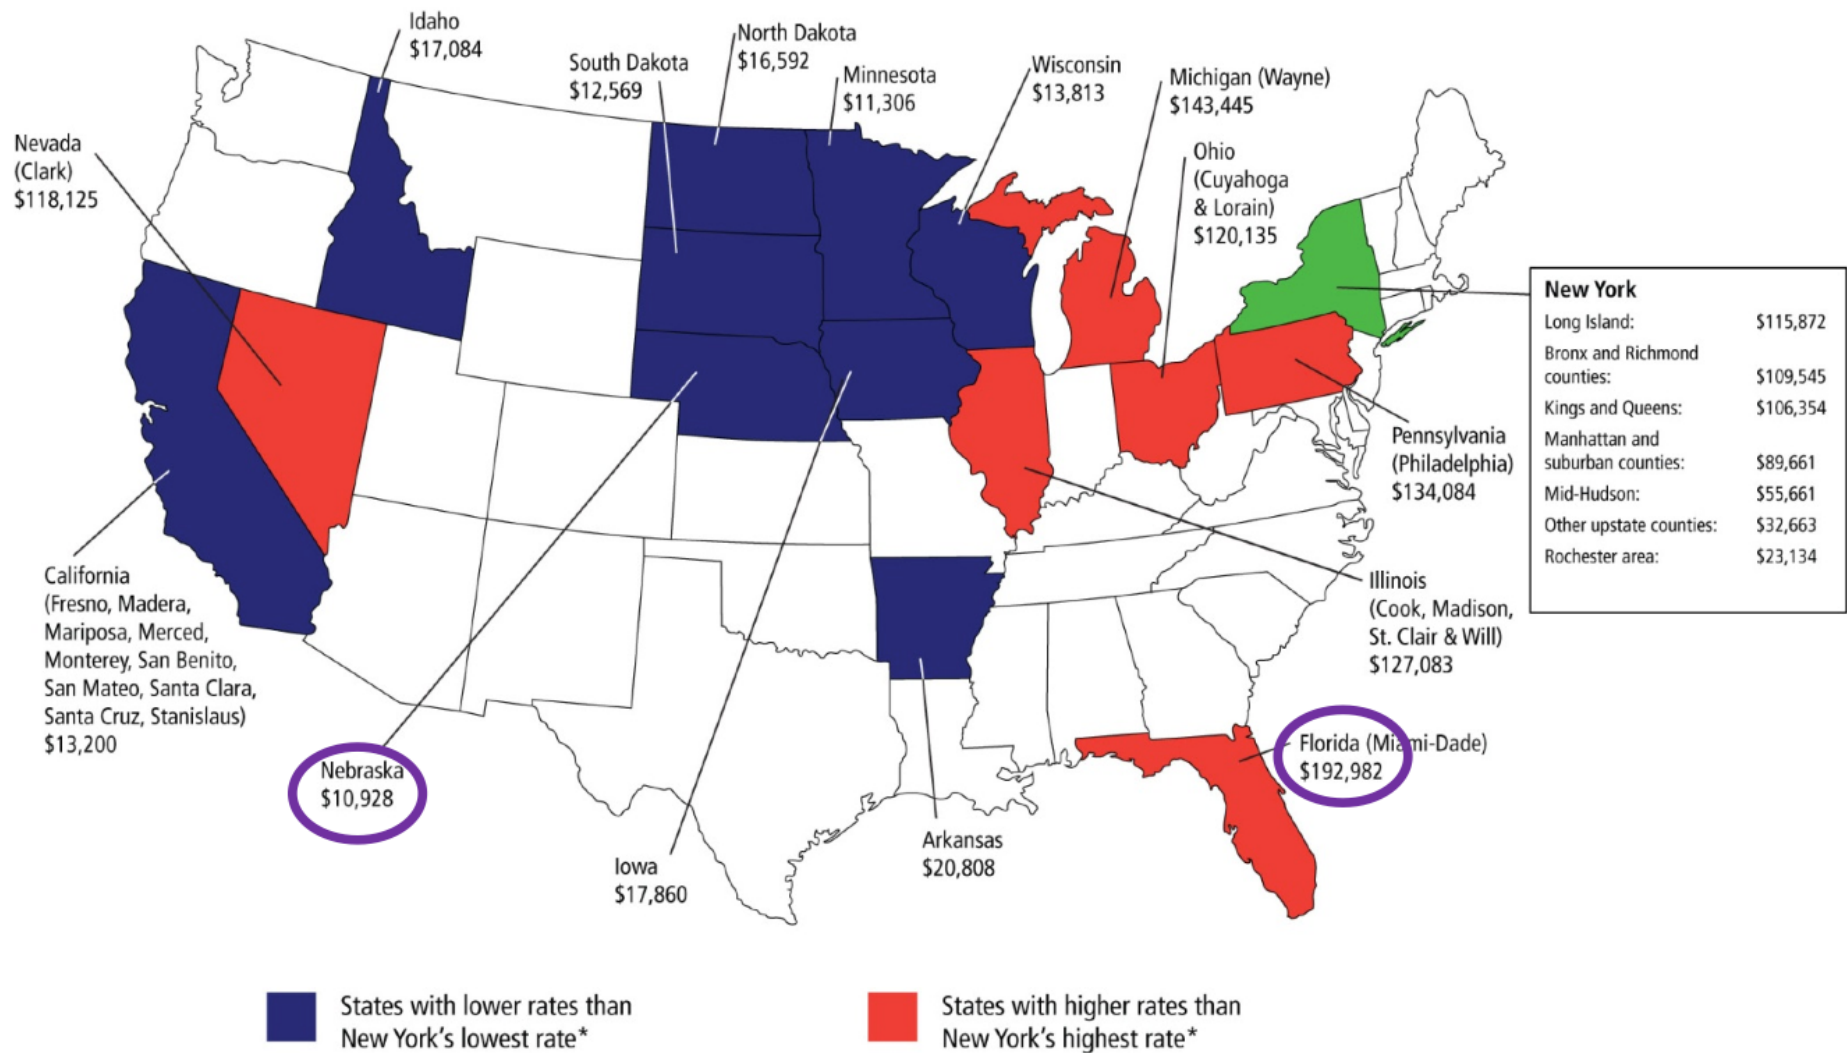 Idaho
$17,084
North Dakota
$16,592
South Dakota
$12,569
Minnesota
$11,306
Wisconsin
$13,813
Michigan (Wayne)
$143,445
Nevada
(Clark)
$118,125
Ohio
(Cuyahoga
& Lorain)
$120,135
New York
Long Island: $115,872
Bronx and Richmond
counties: $109,545
Kings and Queens: $106,354
Manhattan and
suburban counties: $89,661
Mid-Hudson: $55,661
Other upstate counties: $32,663
Rochester area: $23,134
Pennsylvania
(Philadelphia)
$134,084
California
(Fresno, Madera,
Mariposa, Merced,
Monterey, San Benito,
San Mateo, Santa Clara,
Santa Cruz, Stanislaus)
$13,200
Illinois
(Cook, Madison,
St. Clair & Will)
$127,083
Nebraska
$10,928
Florida (Miami-Dade)
$192,982
Iowa
$17,860
Arkansas
$20,808
States with lower rates than
New York's lowest rate*
States with higher rates than
New York's highest rate*